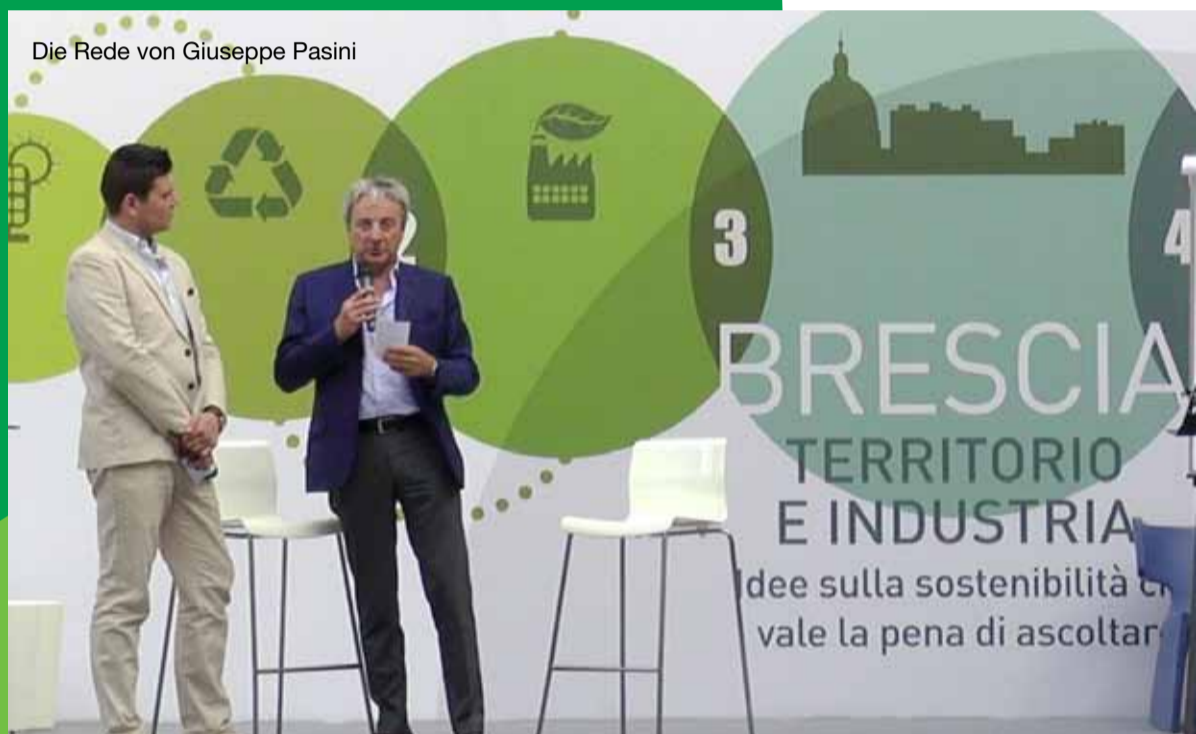 Die Rede von Giuseppe Pasini
2
3
4
BRESCIA
TERRITORIO
E INDUSTRIA
Idee sulla sostenibilità
vale la pena di